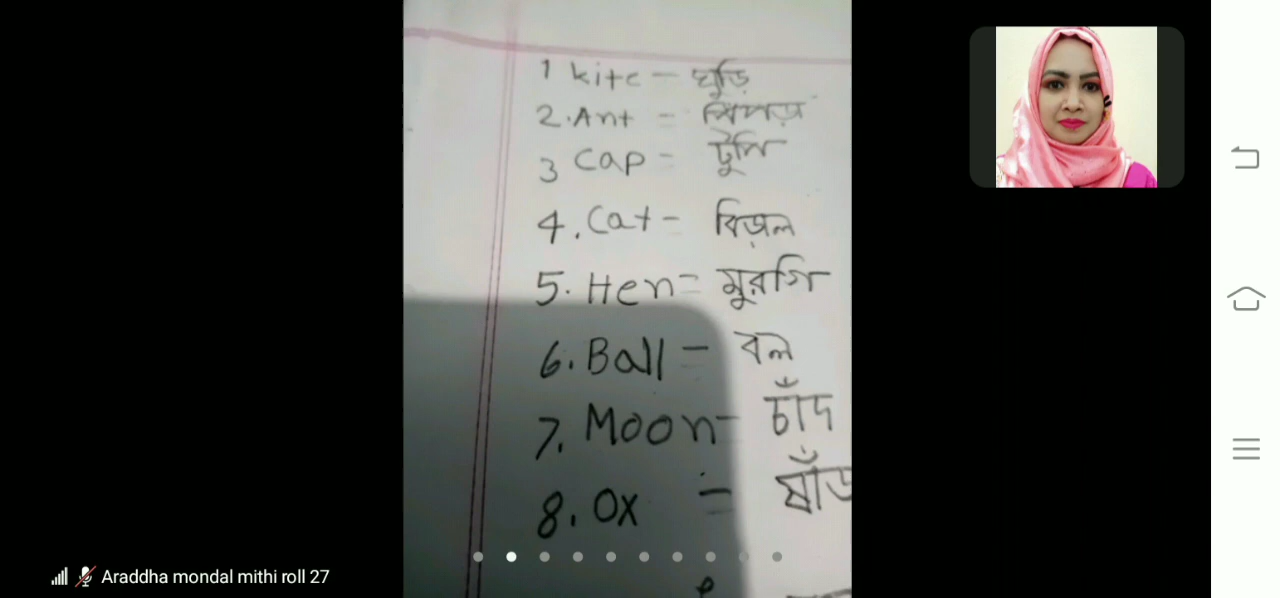 1 kite – ঘুড়ি
2. Ant = পিপড়া
3 Cap = টুপি
4. Cat – বিড়াল
5. Hen = মুরগি
6. Ball – বল
7. Moon – চাঁদ
8. Ox = ষাঁড়
Araddha mondal mithi roll 27